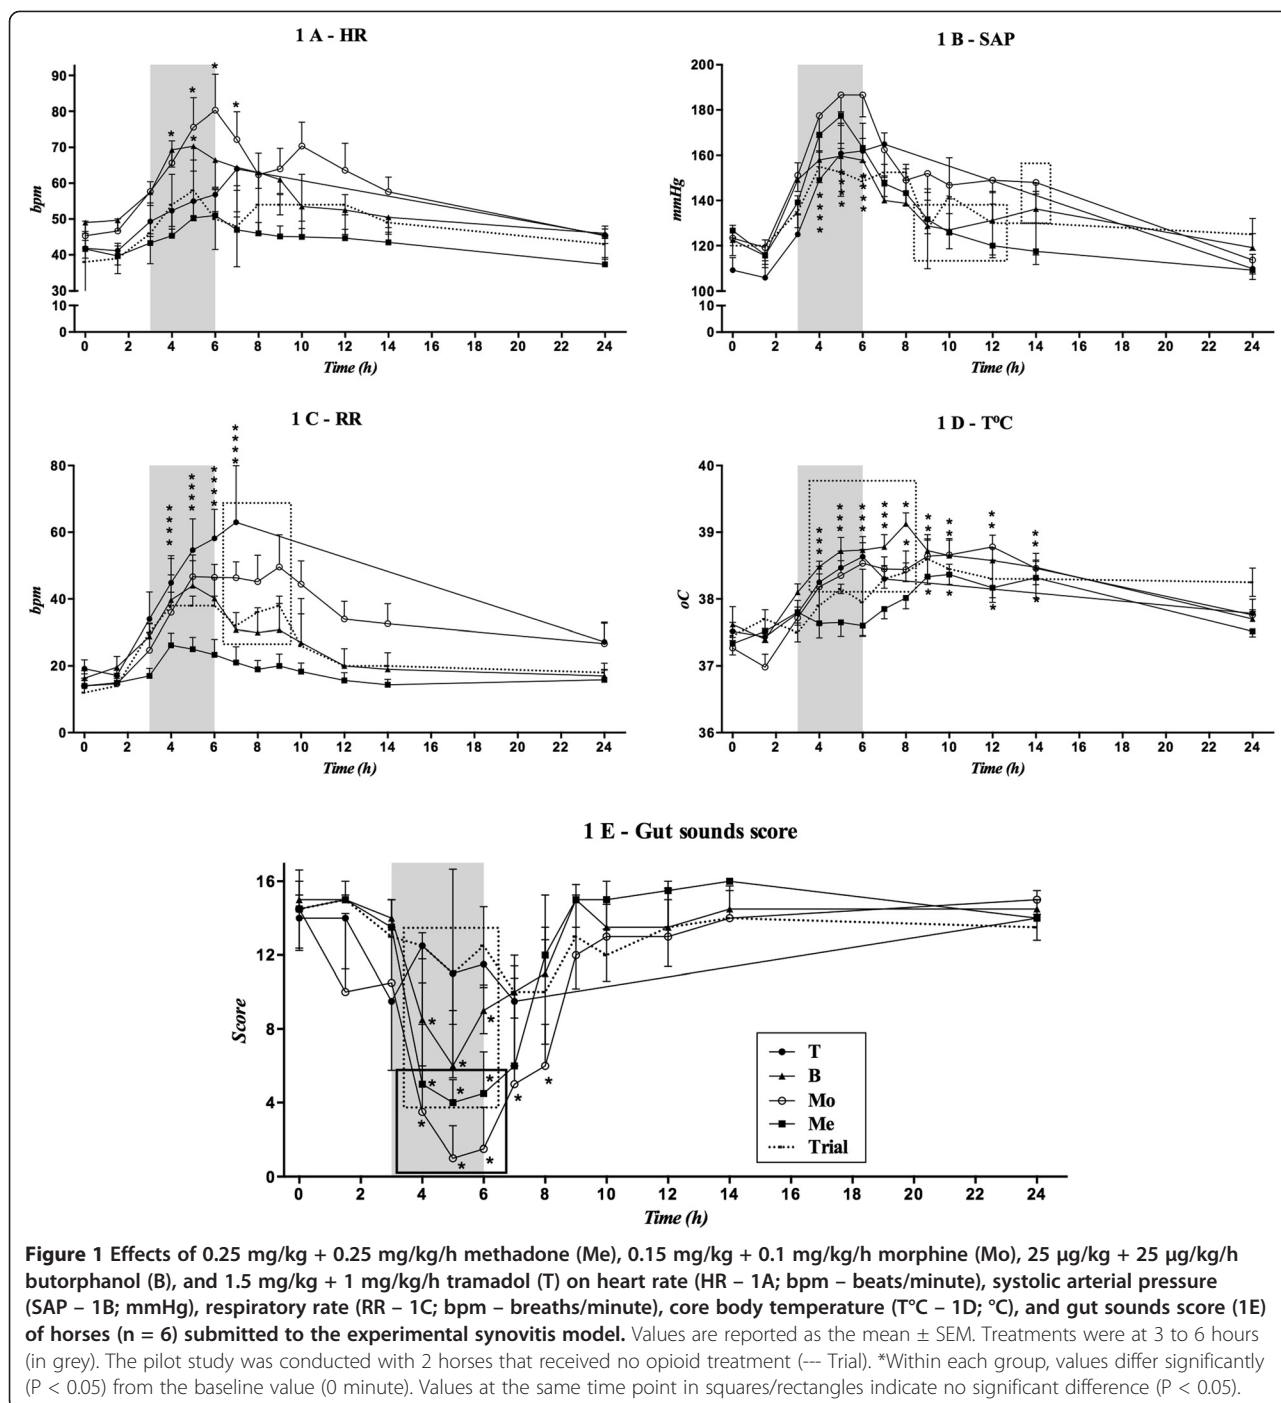 1 A - HR
bpm
90
80
70
60
50
40
30
10
0
0 2 4 6 8 10 12 14 16 18 20 22 24
Time (h)
* * * * * *
1 B - SAP
mmHg
200
180
160
140
120
100
10
0
0 2 4 6 8 10 12 14 16 18 20 22 24
Time (h)
1 C - RR
bpm
80
60
40
20
0
0 2 4 6 8 10 12 14 16 18 20 22 24
Time (h)
1 D - TºC
oC
40
39
38
37
36
0 2 4 6 8 10 12 14 16 18 20 22 24
Time (h)
1 E - Gut sounds score
Score
16
12
8
4
0
0 2 4 6 8 10 12 14 16 18 20 22 24
Time (h)
T
B
Mo
Me
Trial
Figure 1 Effects of 0.25 mg/kg + 0.25 mg/kg/h methadone (Me), 0.15 mg/kg + 0.1 mg/kg/h morphine (Mo), 25 μg/kg + 25 μg/kg/h
butorphanol (B), and 1.5 mg/kg + 1 mg/kg/h tramadol (T) on heart rate (HR – 1A; bpm – beats/minute), systolic arterial pressure
(SAP – 1B; mmHg), respiratory rate (RR – 1C; bpm – breaths/minute), core body temperature (T°C – 1D; °C), and gut sounds score (1E)
of horses (n = 6) submitted to the experimental synovitis model. Values are reported as the mean ± SEM. Treatments were at 3 to 6 hours
(in grey). The pilot study was conducted with 2 horses that received no opioid treatment (--- Trial). *Within each group, values differ significantly
(P < 0.05) from the baseline value (0 minute). Values at the same time point in squares/rectangles indicate no significant difference (P < 0.05).